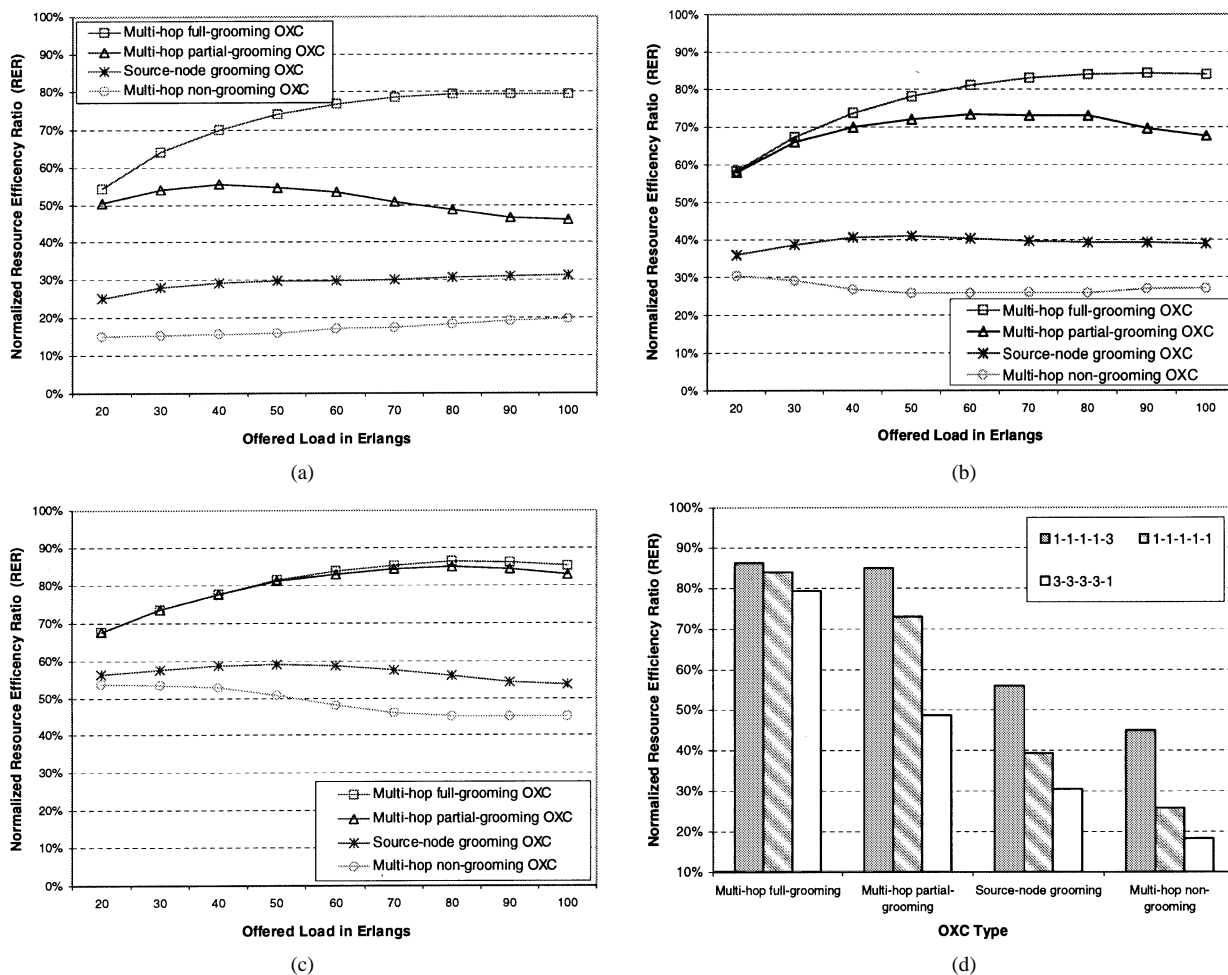 Multi-hop full-grooming OXC
Multi-hop partial-grooming OXC
Source-node grooming OXC
Multi-hop non-grooming OXC
Normalized Resource Efficency Ratio (RER)
100%
90%
80%
70%
60%
50%
40%
30%
20%
10%
0%
20 30 40 50 60 70 80 90 100
Offered Load in Erlangs
(a)
Normalized Resource Efficency Ratio (RER)
100%
90%
80%
70%
60%
50%
40%
30%
20%
10%
0%
Multi-hop full-grooming OXC
Multi-hop partial-grooming OXC
Source-node grooming OXC
Multi-hop non-grooming OXC
20 30 40 50 60 70 80 90 100
Offered Load in Erlangs
(b)
Normalized Resource Efficency Ratio (RER)
100%
90%
80%
70%
60%
50%
40%
30%
20%
10%
0%
Multi-hop full-grooming OXC
Multi-hop partial-grooming OXC
Source-node grooming OXC
Multi-hop non-grooming OXC
20 30 40 50 60 70 80 90 100
Offered Load in Erlangs
(c)
Normalized Resource Efficiency Ratio (RER)
100%
90%
80%
70%
60%
50%
40%
30%
20%
10%
1-1-1-1-3 1-1-1-1-1
3-3-3-3-1
Multi-hop full-grooming Multi-hop partial- Source-node grooming Multi-hop non-
grooming grooming
OXC Type
(d)